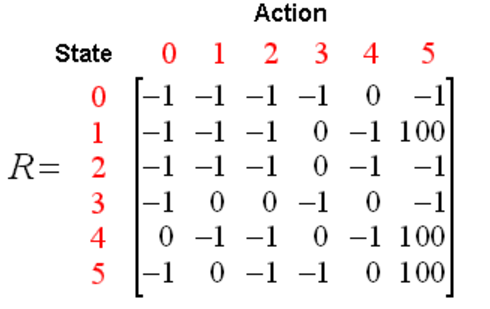 Action
State 0 1 2 3 4 5
0 -1 -1 -1 -1 0 -1
1 -1 -1 -1 0 -1 100
R= 2 -1 -1 -1 0 -1 -1
3 -1 0 0 -1 0 -1
4 0 -1 -1 0 -1 100
5 -1 0 -1 -1 0 100